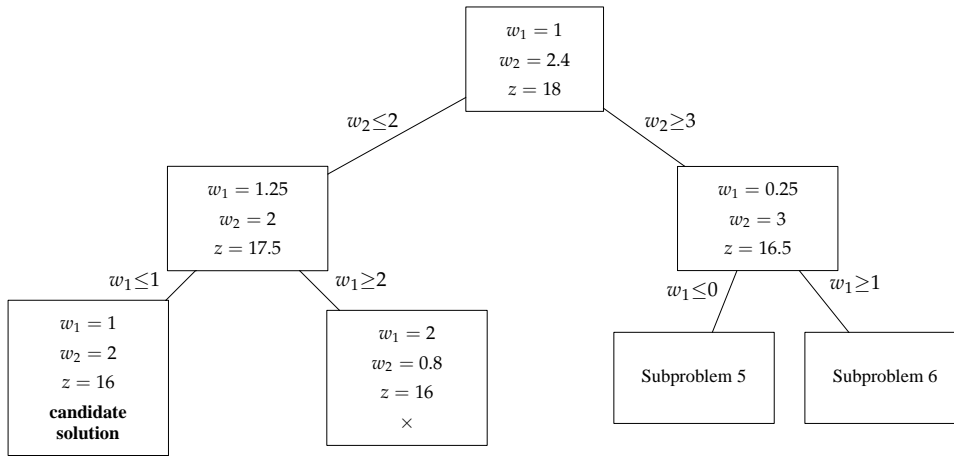 w₁ = 1
w₂ = 2.4
z = 18
w₂≤2
w₂≥3
w₁ = 1.25
w₂ = 2
z = 17.5
w₁ = 0.25
w₂ = 3
z = 16.5
w₁≤1
w₁≥2
w₁≤0
w₁≥1
w₁ = 1
w₂ = 2
z = 16
candidate
solution
w₁ = 2
w₂ = 0.8
z = 16
×
Subproblem 5
Subproblem 6